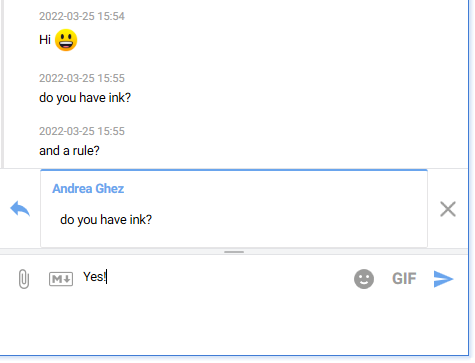 2022-03-25 15:54
Hi 😃
2022-03-25 15:55
do you have ink?
2022-03-25 15:55
and a rule?
Andrea Ghez
do you have ink?
M↓ Yes! GIF